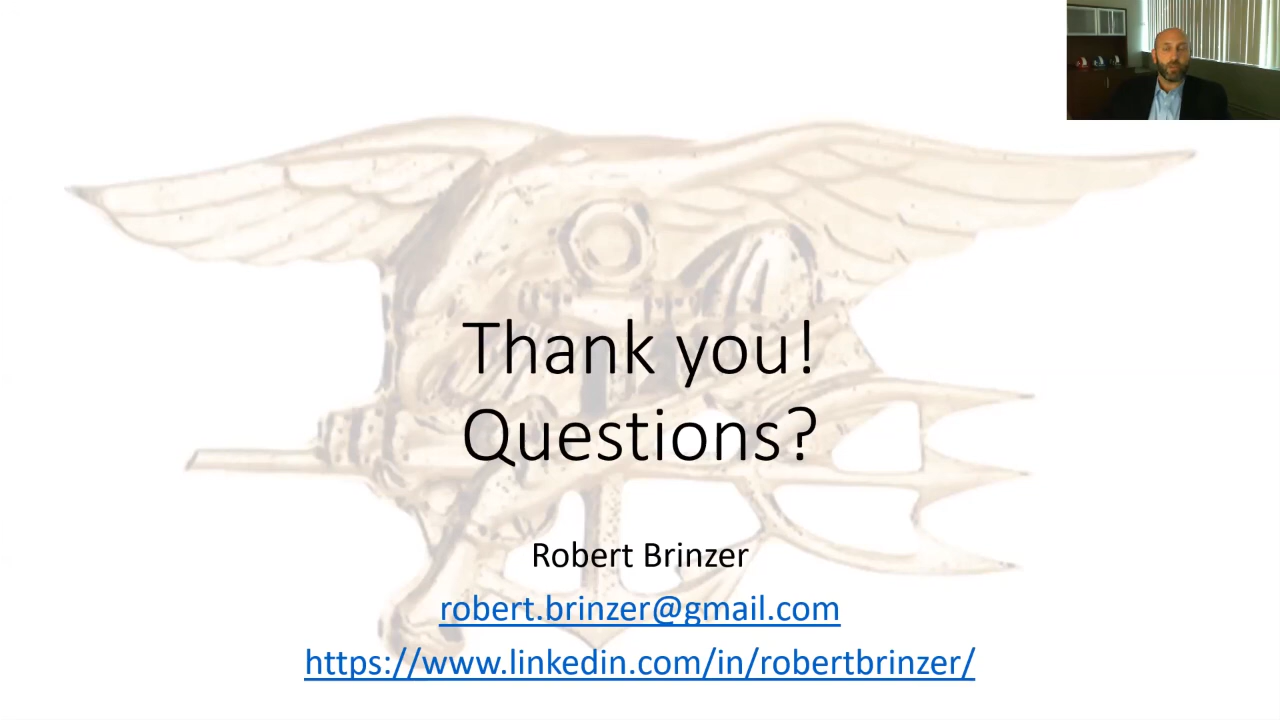 Thank you!
Questions?
Robert Brinzer
robert.brinzer@gmail.com
https://www.linkedin.com/in/robertbrinzer/